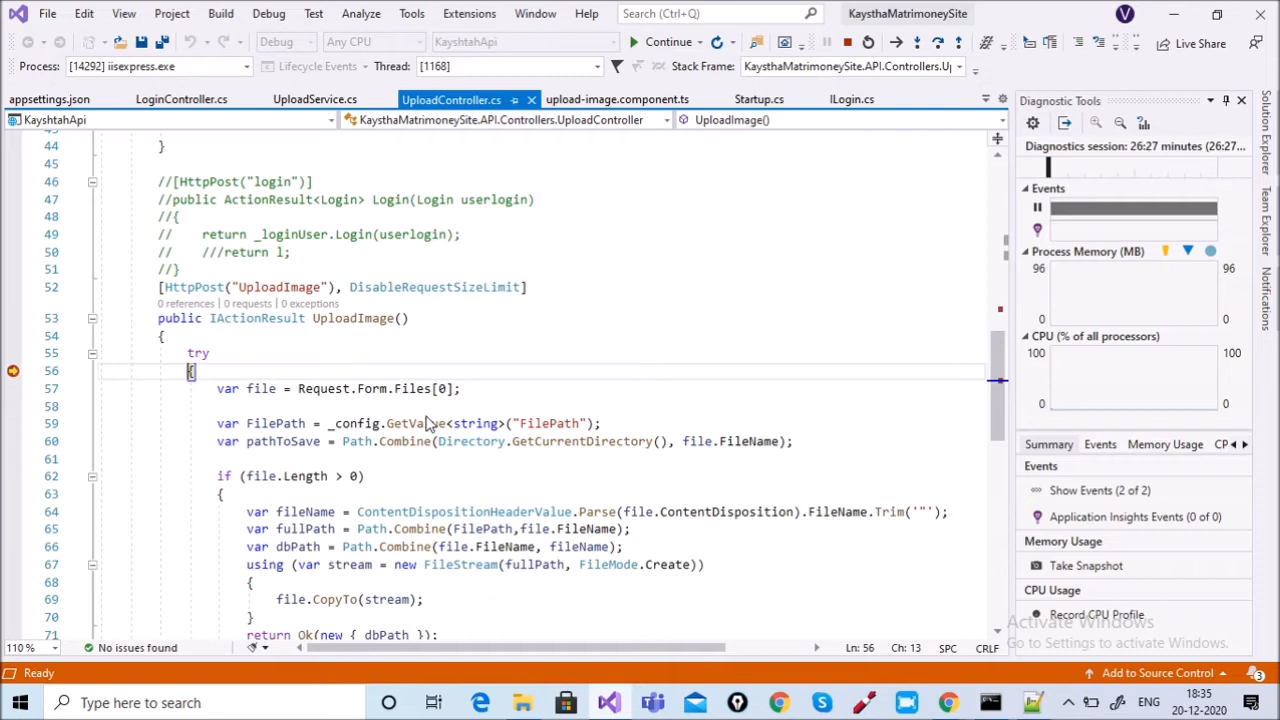 File Edit View Project Build Debug Test Analyze Tools Extensions Window Help Search (Ctrl+Q) KaysthaMatrimoneySite V
Debug Any CPU KayshtahApi Continue Live Share
Process: [14292] iisexpress.exe Lifecycle Events Thread: [1168] Stack Frame: KaysthaMatrimoneySite.API.Controllers.Up
appsettings.json LoginController.cs UploadService.cs UploadController.cs upload-image.component.ts Startup.cs ILogin.cs
KayshtahApi KaysthaMatrimoneySite.API.Controllers.UploadController UploadImage()
44 }
45
46 //[HttpPost("login")]
47 //public ActionResult<Login> Login(Login userlogin)
48 //{
49 // return _loginUser.Login(userlogin);
50 // ///return l;
51 //}
52 [HttpPost("UploadImage"), DisableRequestSizeLimit]
0 references | 0 requests | 0 exceptions
53 public IActionResult UploadImage()
54 {
55 try
56 {
57 var file = Request.Form.Files[0];
58
59 var FilePath = _config.GetValue<string>("FilePath");
60 var pathToSave = Path.Combine(Directory.GetCurrentDirectory(), file.FileName);
61
62 if (file.Length > 0)
63 {
64 var fileName = ContentDispositionHeaderValue.Parse(file.ContentDisposition).FileName.Trim('"');
65 var fullPath = Path.Combine(FilePath,file.FileName);
66 var dbPath = Path.Combine(file.FileName, fileName);
67 using (var stream = new FileStream(fullPath, FileMode.Create))
68 {
69 file.CopyTo(stream);
70 }
71 return Ok(new { dbPath });
110 % No issues found Ln: 56 Ch: 13 SPC CRLF
Diagnostic Tools
Diagnostics session: 26:27 minutes (26:27...
Events
Process Memory (MB)
96 96
0 0
CPU (% of all processors)
100 100
0 0
Summary Events Memory Usage CP
Events
Show Events (2 of 2)
Application Insights Events (0 of 0)
Memory Usage
Take Snapshot
CPU Usage
Record CPU Profile
Activate Windows
Go to Settings to activate Windows.
Solution Explorer
Team Explorer
Notifications
Ready Add to Source Control 3
Type here to search ENG 18:35
20-12-2020